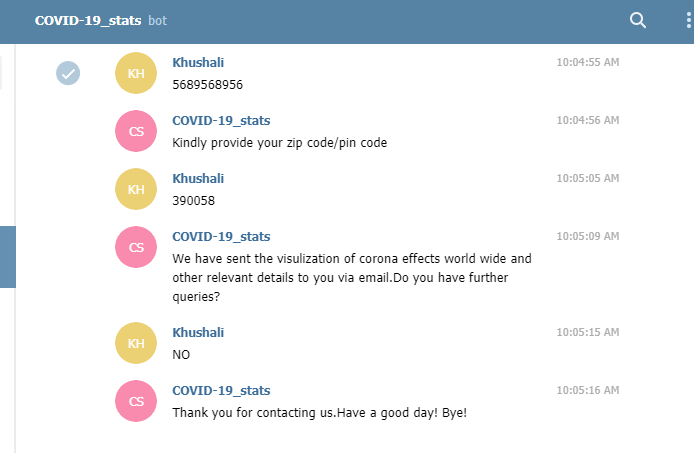 COVID-19_stats bot
KH
Khushali
10:04:55 AM
5689568956
CS
COVID-19_stats
10:04:56 AM
Kindly provide your zip code/pin code
KH
Khushali
10:05:05 AM
390058
CS
COVID-19_stats
10:05:09 AM
We have sent the visulization of corona effects world wide and
other relevant details to you via email.Do you have further
queries?
KH
Khushali
10:05:15 AM
NO
CS
COVID-19_stats
10:05:16 AM
Thank you for contacting us.Have a good day! Bye!